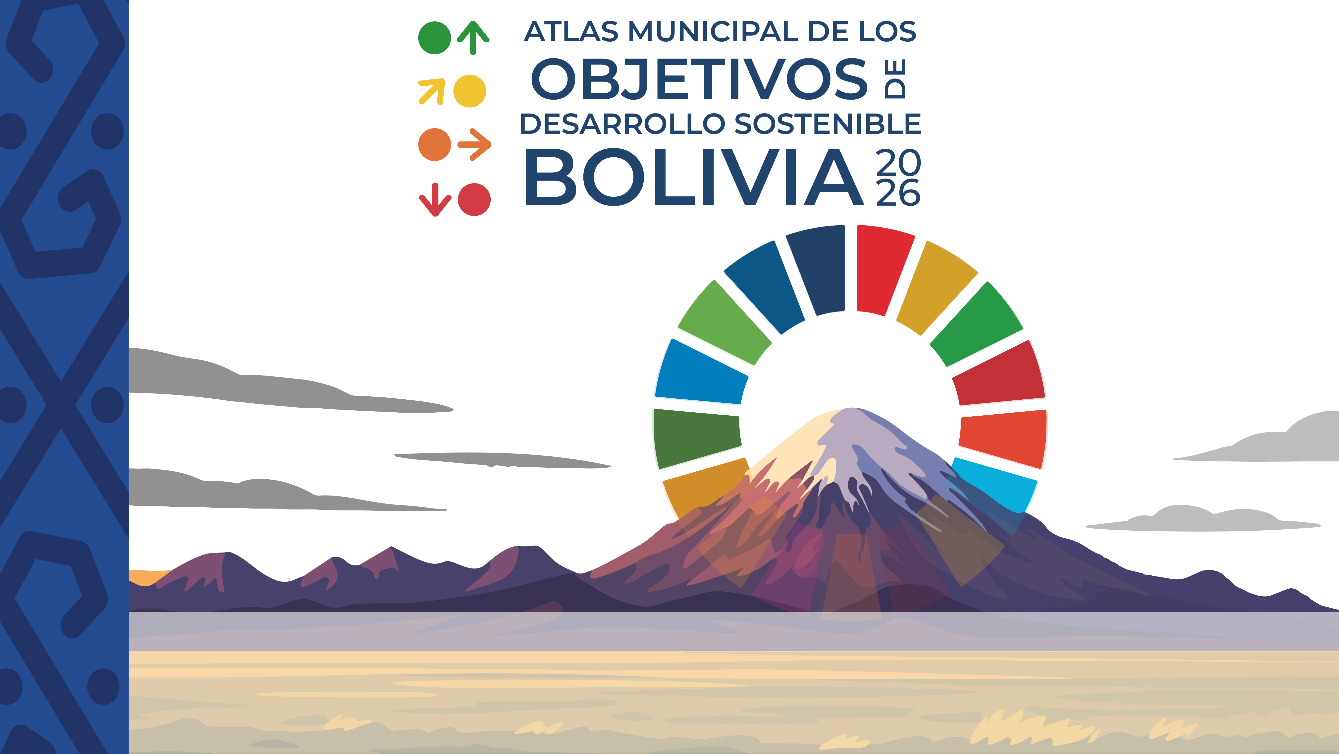 ATLAS MUNICIPAL DE LOS
OBJETIVOS DE
DESARROLLO SOSTENIBLE
BOLIVIA 2026